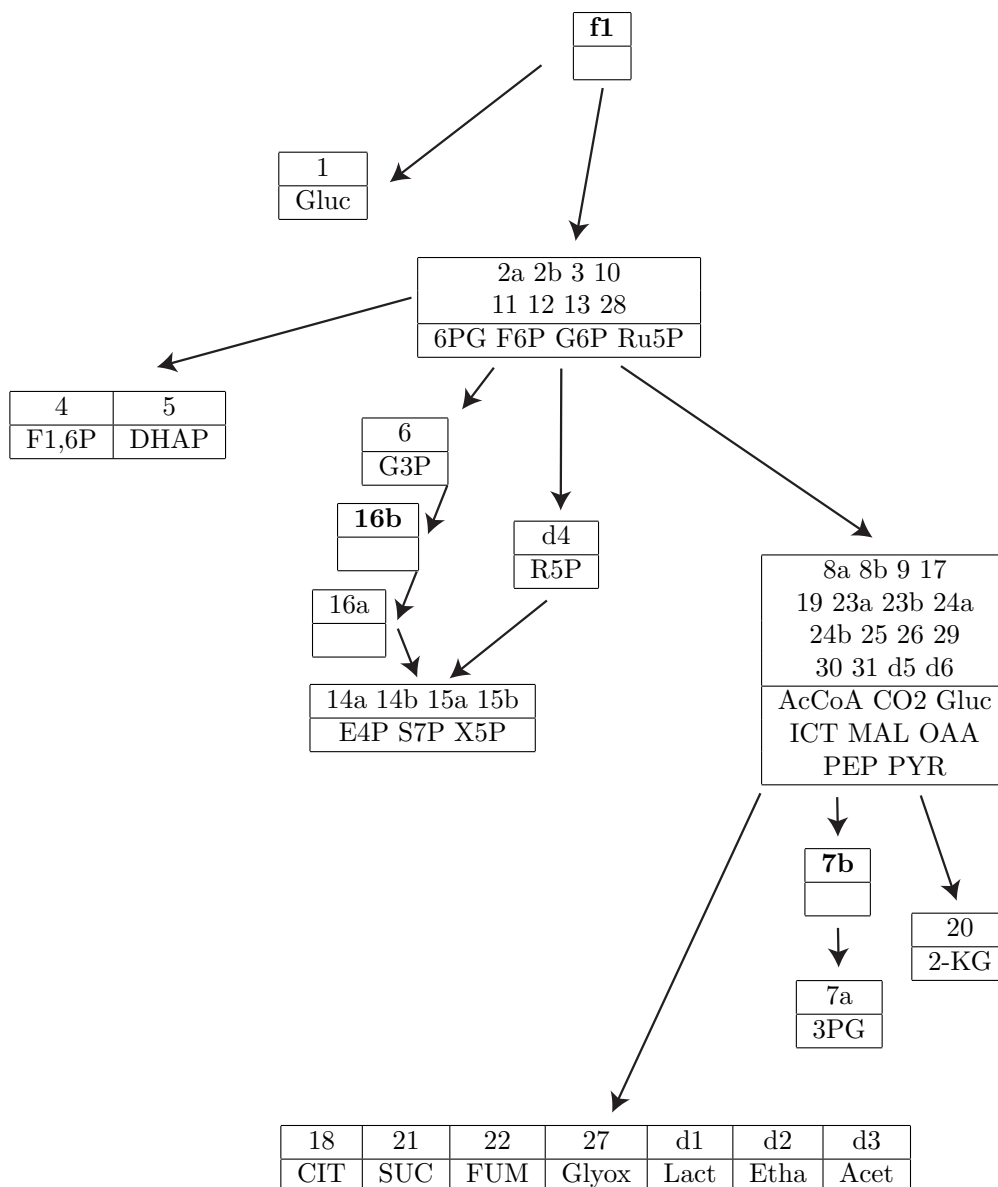 f1
1
Gluc
2a 2b 3 10
11 12 13 28
6PG F6P G6P Ru5P
4 5
F1,6P DHAP
6
G3P
16b
d4
R5P
16a
14a 14b 15a 15b
E4P S7P X5P
8a 8b 9 17
19 23a 23b 24a
24b 25 26 29
30 31 d5 d6
AcCoA CO2 Gluc
ICT MAL OAA
PEP PYR
7b
20
2-KG
7a
3PG
18 21 22 27 d1 d2 d3
CIT SUC FUM Glyox Lact Etha Acet